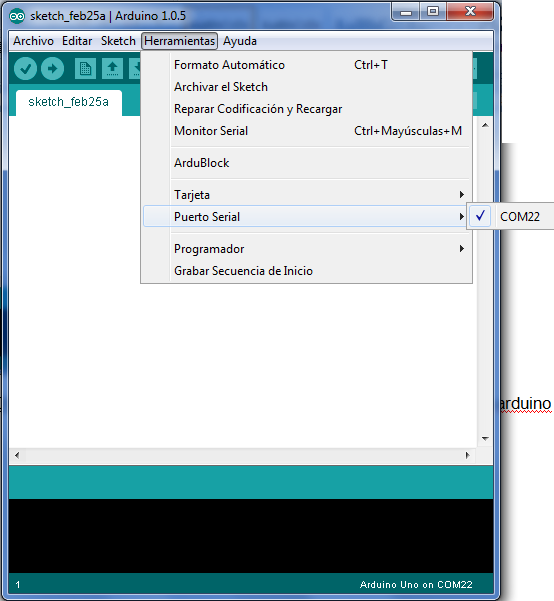 sketch_feb25a | Arduino 1.0.5
Archivo Editar Sketch Herramientas Ayuda
sketch_feb25a
Formato Automático Ctrl+T
Archivar el Sketch
Reparar Codificación y Recargar
Monitor Serial Ctrl+Mayúsculas+M
ArduBlock
Tarjeta
Puerto Serial COM22
Programador
Grabar Secuencia de Inicio
arduino
1 Arduino Uno on COM22